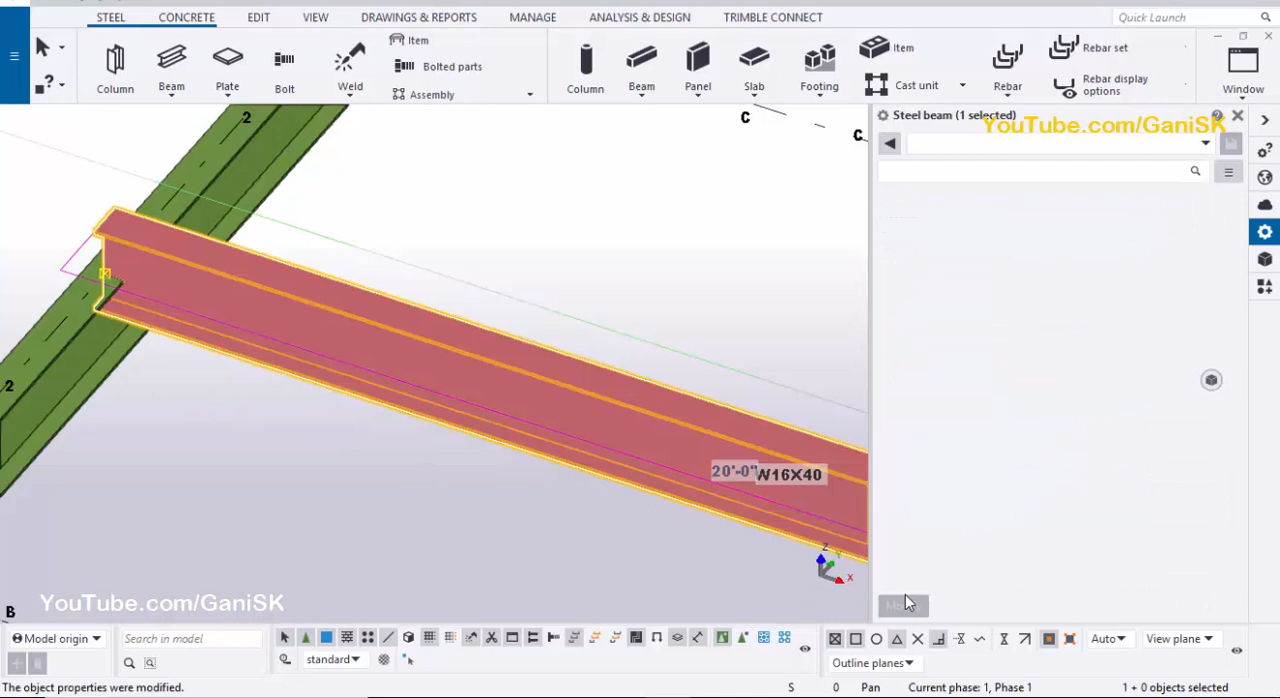 STEEL CONCRETE EDIT VIEW DRAWINGS & REPORTS MANAGE ANALYSIS & DESIGN TRIMBLE CONNECT Quick Launch
Column Beam Plate Bolt Weld Item Bolted parts Assembly
Column Beam Panel Slab Footing Item Cast unit Rebar Rebar set Rebar display options Window
2
C
C
Steel beam (1 selected)
YouTube.com/GaniSK
2
20'-0"
W16X40
Z
Y
X
YouTube.com/GaniSK
B
Model origin Search in model
Auto View plane
standard
Outline planes
The object properties were modified. S 0 Pan Current phase: 1, Phase 1 1 + 0 objects selected